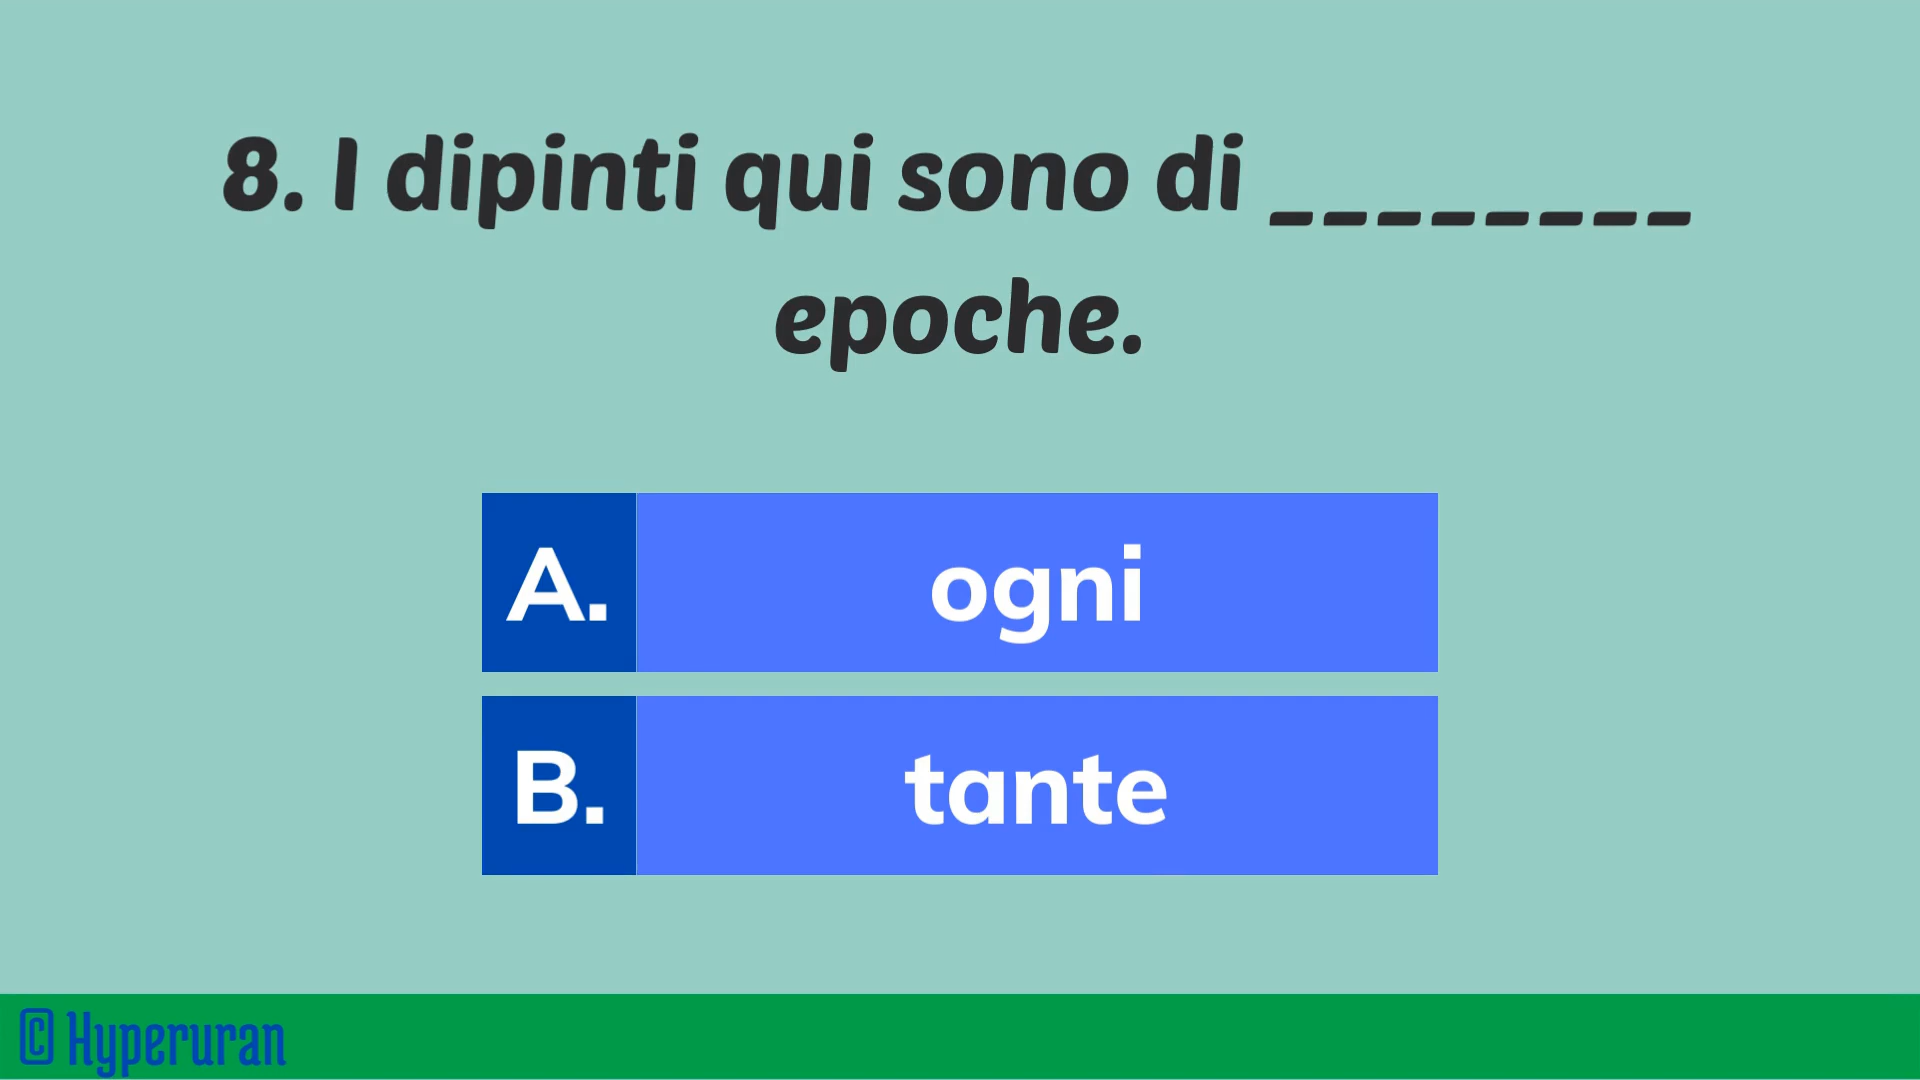 8. I dipinti qui sono di ________
epoche.
A. ogni
B. tante
© Hyperuran